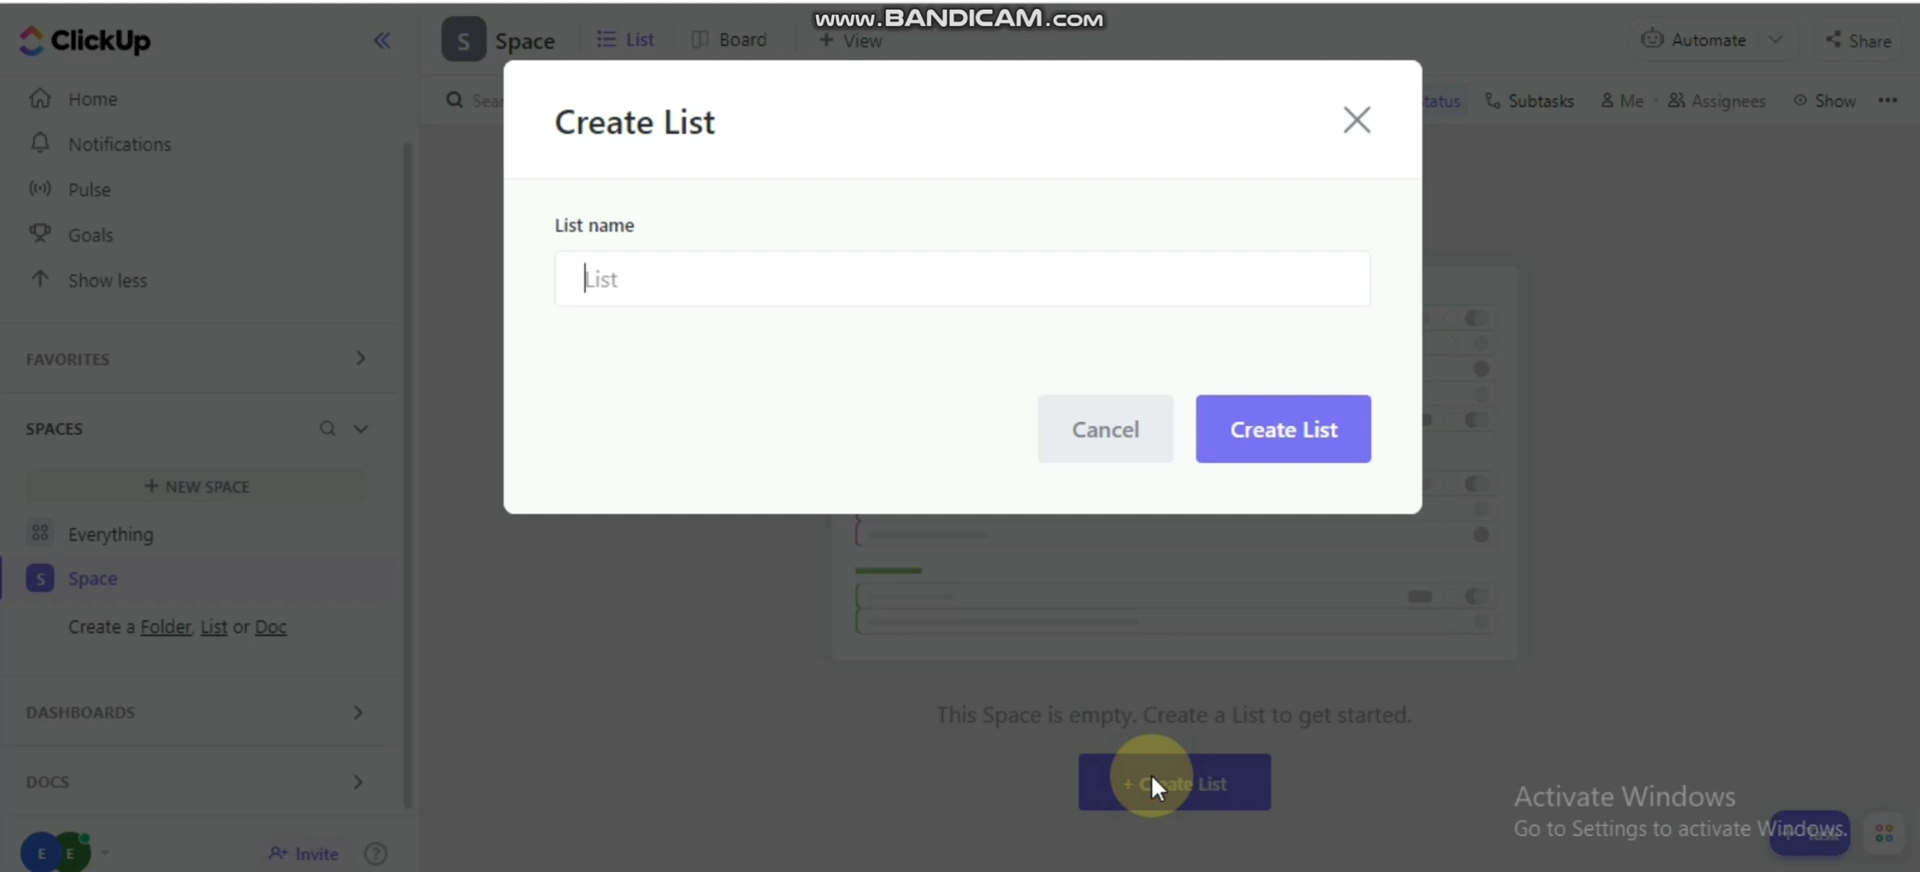 www.BANDICAM.com
ClickUp
S Space List Board + View
Automate Share
Sear
Subtasks Me Assignees Show
Home
Notifications
Pulse
Goals
Show less
FAVORITES
SPACES
+ NEW SPACE
Everything
S Space
Create a Folder, List or Doc
DASHBOARDS
DOCS
E E Invite ?
Create List
List name
List
Cancel
Create List
This Space is empty. Create a List to get started.
+ Create List
Activate Windows
Go to Settings to activate Windows.